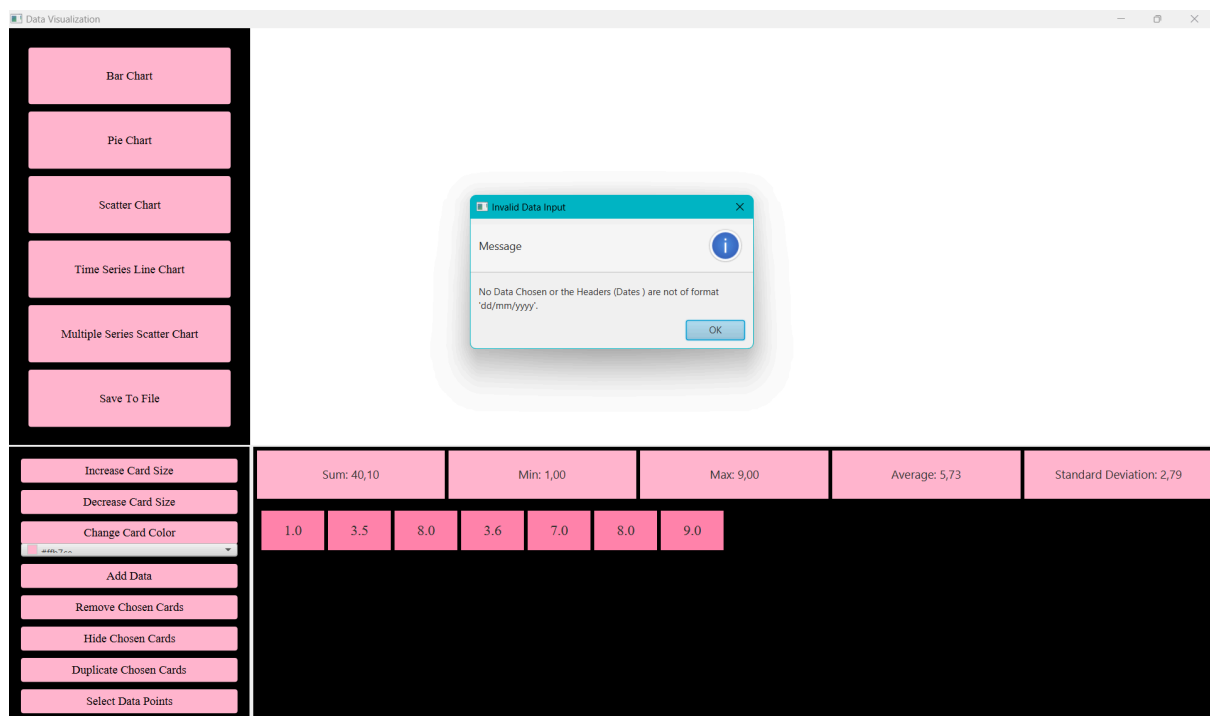 Data Visualization
Bar Chart
Pie Chart
Scatter Chart
Time Series Line Chart
Multiple Series Scatter Chart
Save To File
Invalid Data Input
Message
No Data Chosen or the Headers (Dates ) are not of format
'dd/mm/yyyy'.
OK
Increase Card Size
Decrease Card Size
Change Card Color
Add Data
Remove Chosen Cards
Hide Chosen Cards
Duplicate Chosen Cards
Select Data Points
Sum: 40,10 Min: 1,00 Max: 9,00 Average: 5,73 Standard Deviation: 2,79
1.0 3.5 8.0 3.6 7.0 8.0 9.0